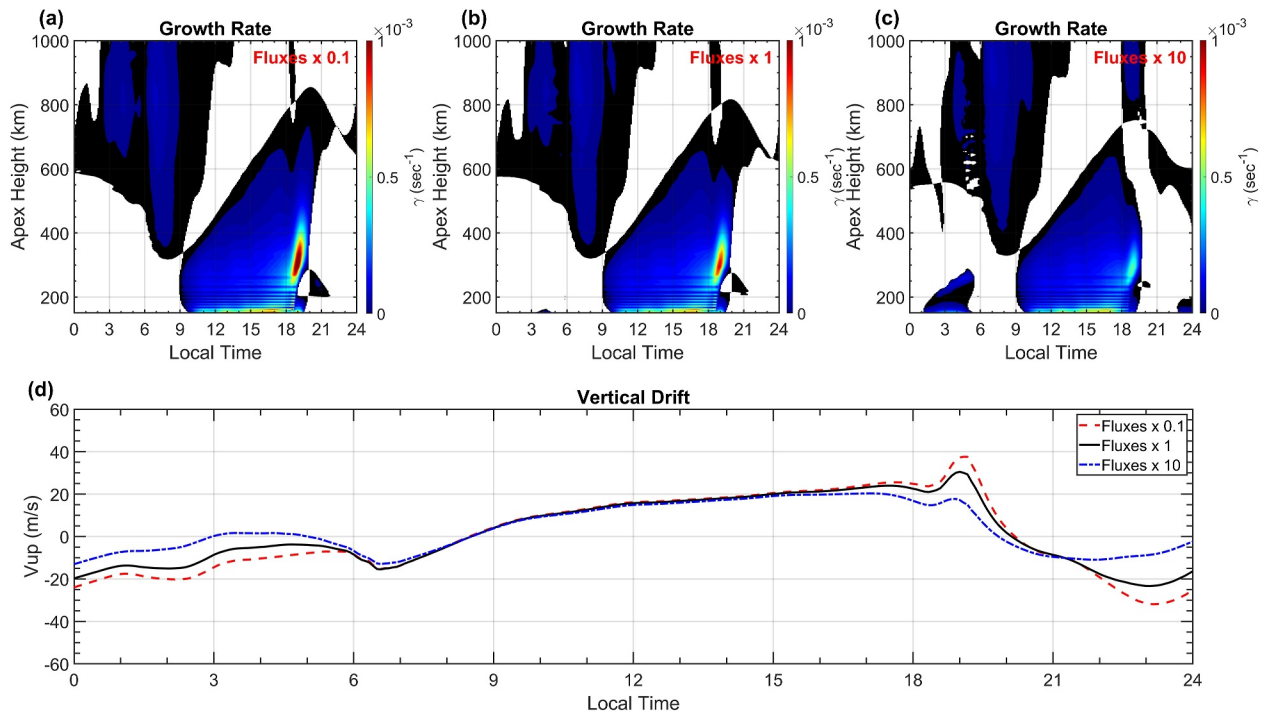 (a)
Growth Rate
×10⁻³
Fluxes x 0.1
1000
800
600
400
200
Apex Height (km)
0 3 6 9 12 15 18 21 24
Local Time
1
0.5
0
γ (sec⁻¹)
(b)
Growth Rate
×10⁻³
Fluxes x 1
1000
800
600
400
200
Apex Height (km)
0 3 6 9 12 15 18 21 24
Local Time
1
0.5
0
γ (sec⁻¹)
(c)
Growth Rate
×10⁻³
Fluxes x 10
1000
800
600
400
200
Apex Height (km)
0 3 6 9 12 15 18 21 24
Local Time
1
0.5
0
γ (sec⁻¹)
(d)
Vertical Drift
60
40
20
0
-20
-40
-60
Vup (m/s)
Fluxes x 0.1
Fluxes x 1
Fluxes x 10
0 3 6 9 12 15 18 21 24
Local Time